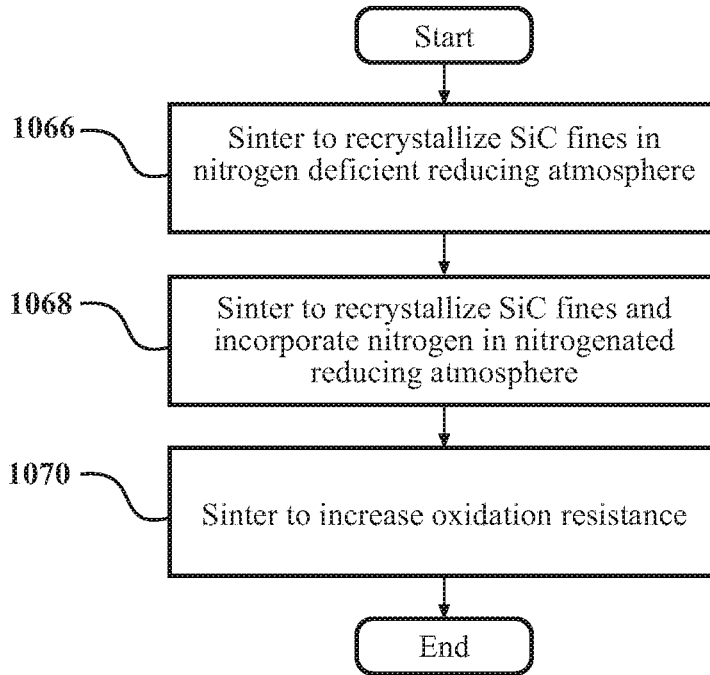 Start
1066
Sinter to recrystallize SiC fines in
nitrogen deficient reducing atmosphere
1068
Sinter to recrystallize SiC fines and
incorporate nitrogen in nitrogenated
reducing atmosphere
1070
Sinter to increase oxidation resistance
End